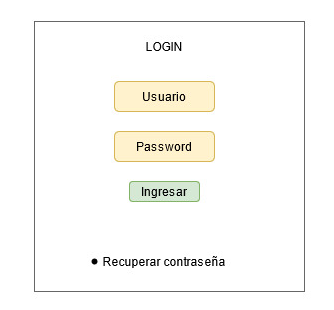 LOGIN
Usuario
Password
Ingresar
• Recuperar contraseña